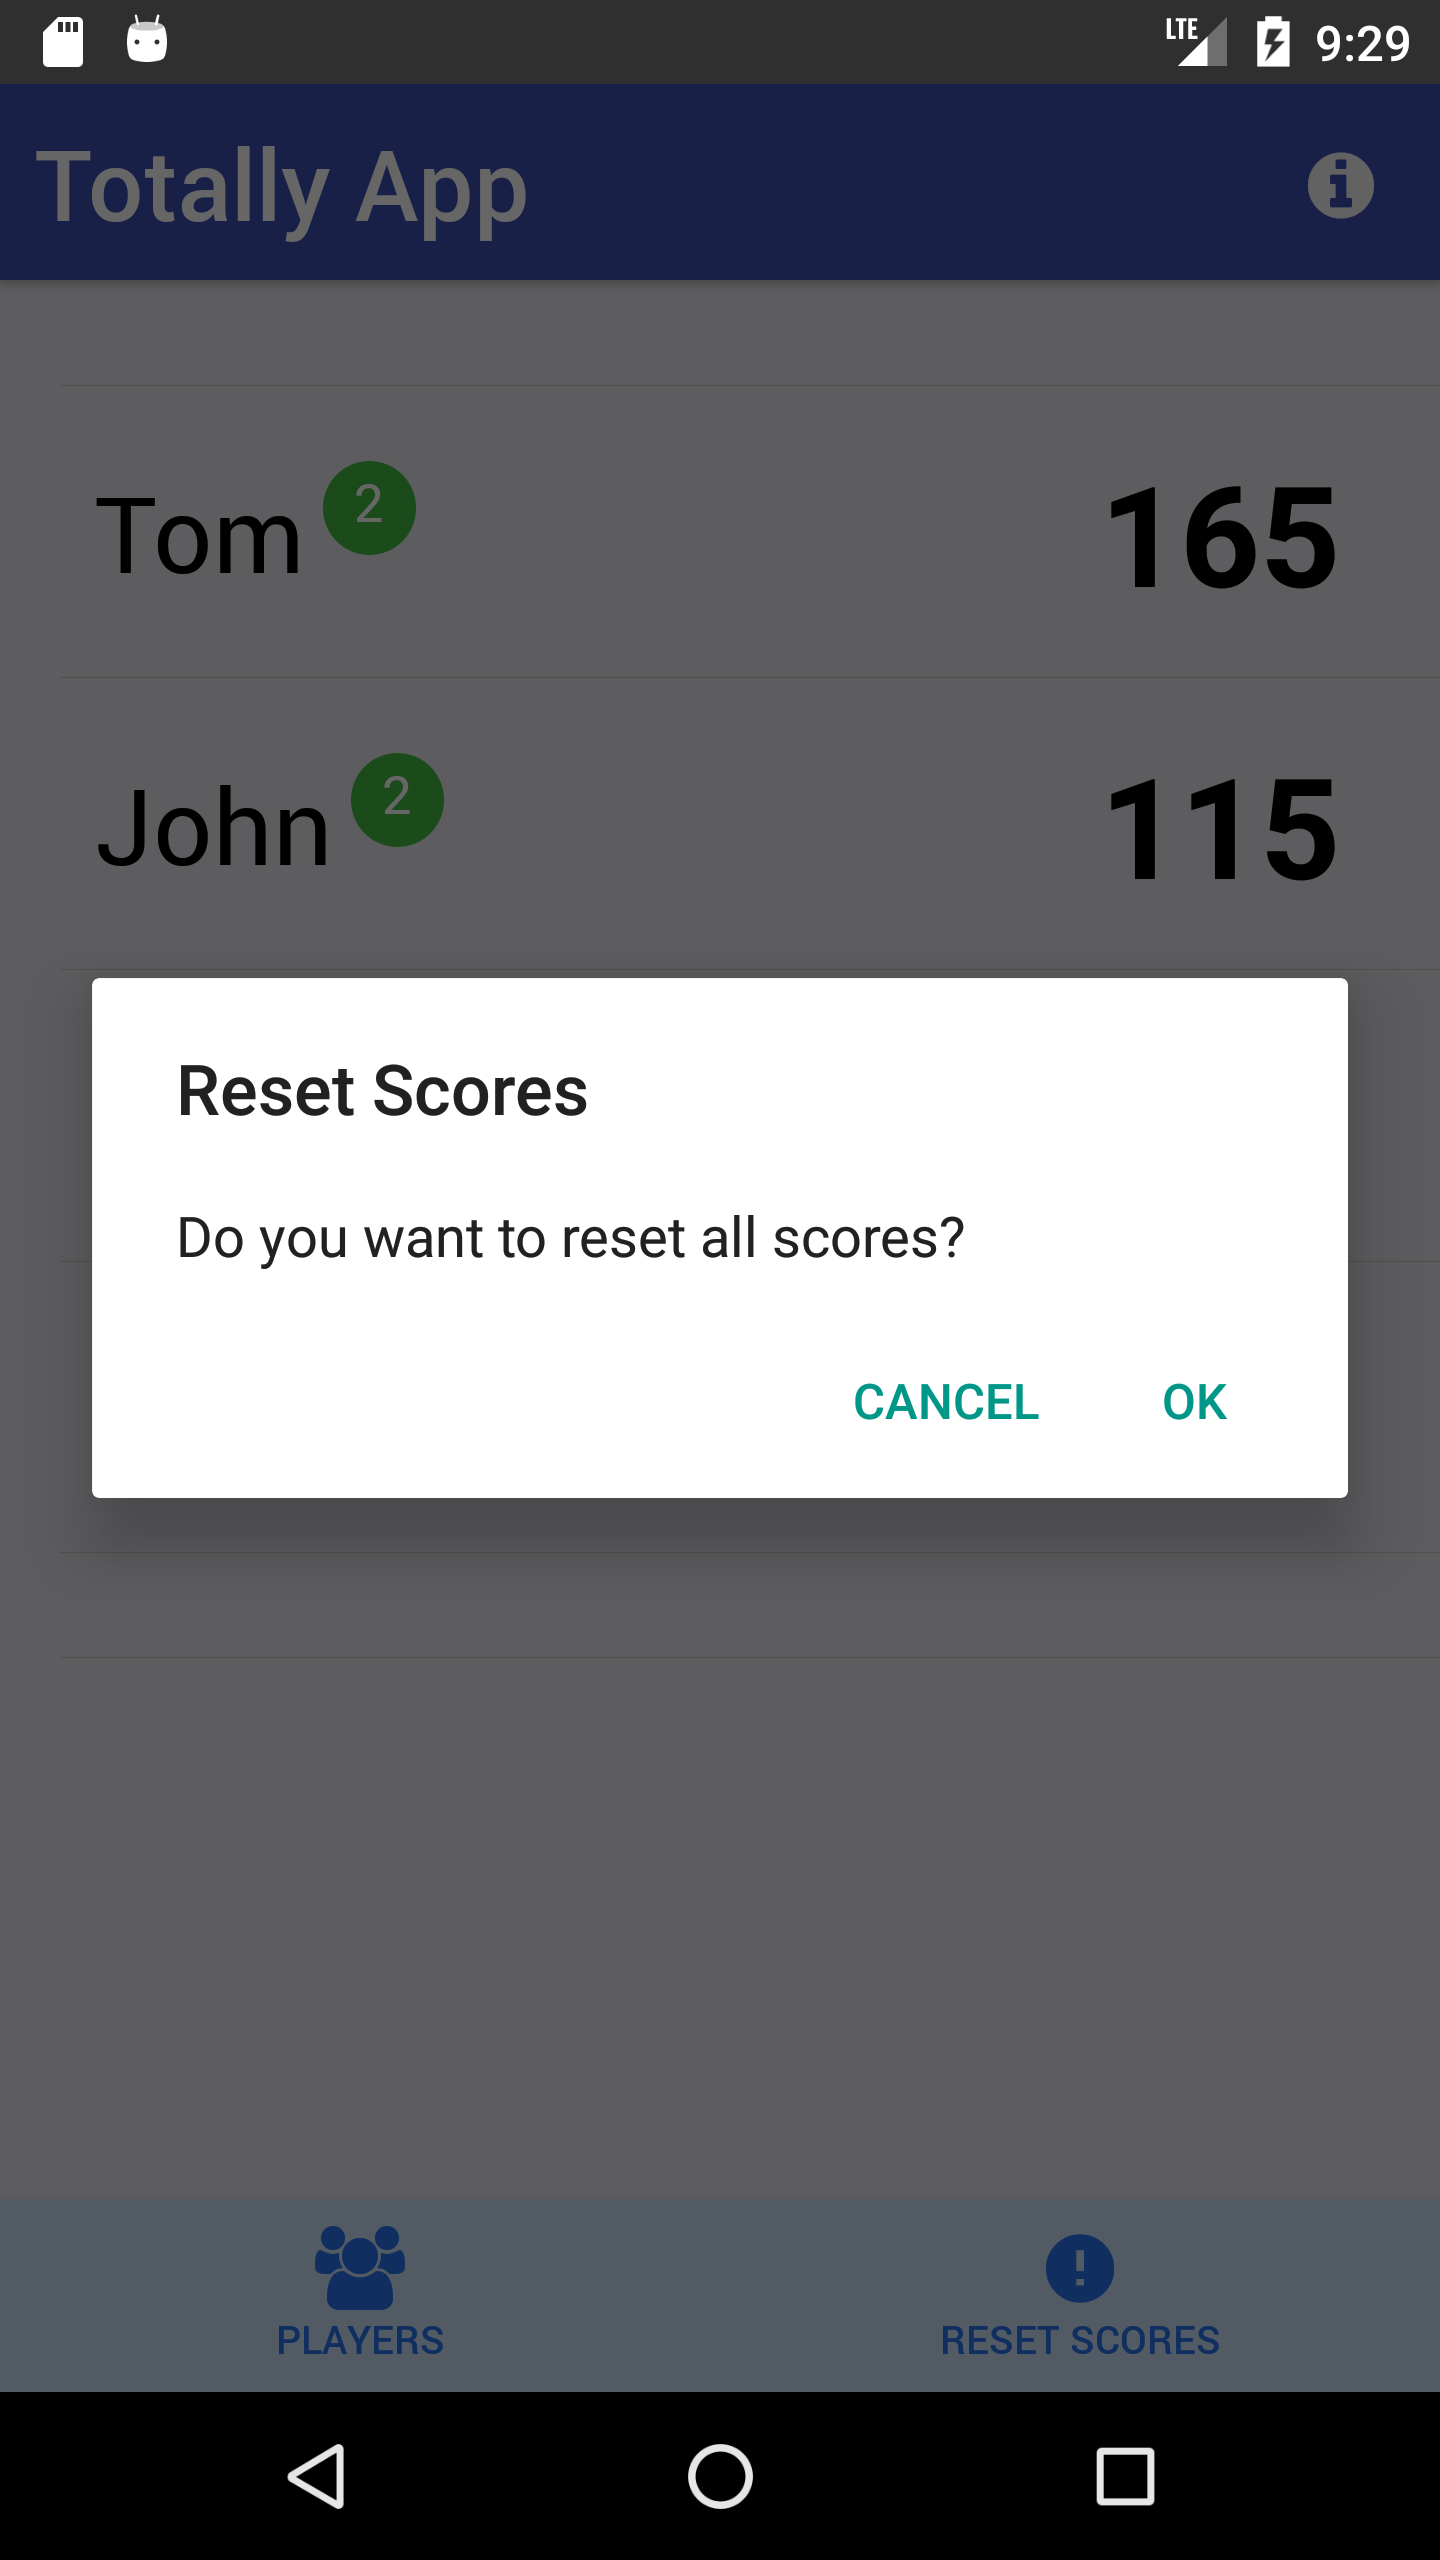 LTE 9:29
Totally App
Tom 2 165
John 2 115
Reset Scores
Do you want to reset all scores?
CANCEL OK
PLAYERS RESET SCORES